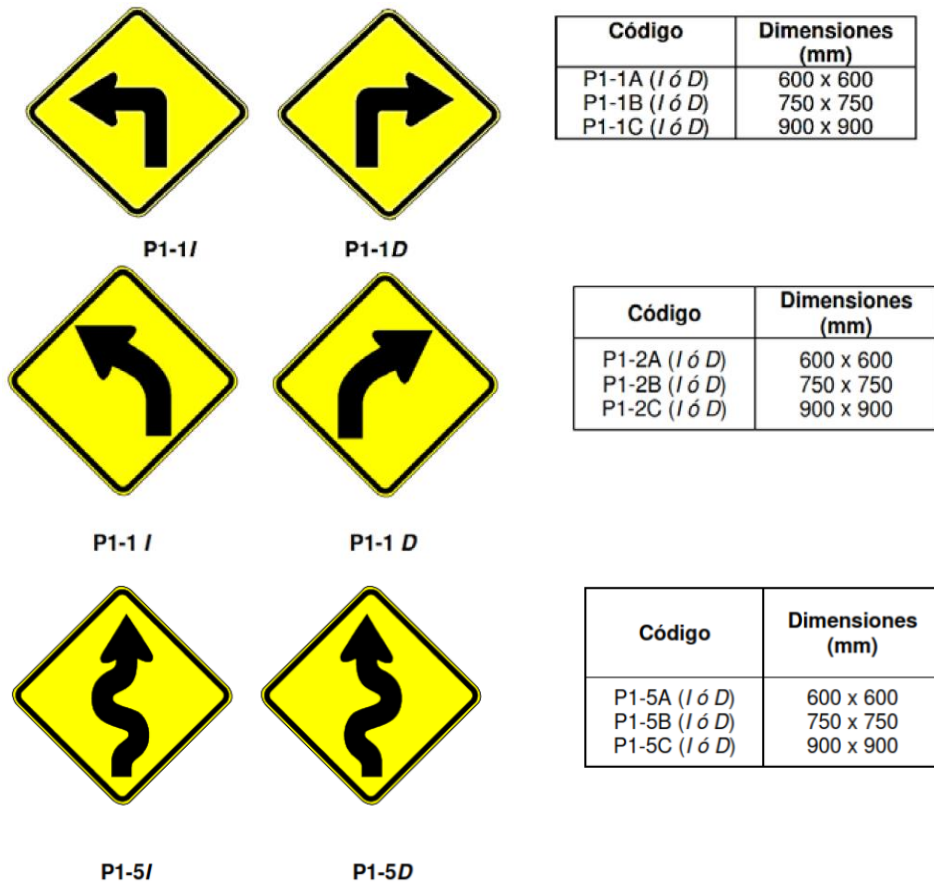 Código Dimensiones
(mm)
P1-1A (I ó D) 600 x 600
P1-1B (I ó D) 750 x 750
P1-1C (I ó D) 900 x 900
P1-1I P1-1D
Código Dimensiones
(mm)
P1-2A (I ó D) 600 x 600
P1-2B (I ó D) 750 x 750
P1-2C (I ó D) 900 x 900
P1-1 I P1-1 D
Código Dimensiones
(mm)
P1-5A (I ó D) 600 x 600
P1-5B (I ó D) 750 x 750
P1-5C (I ó D) 900 x 900
P1-5I P1-5D